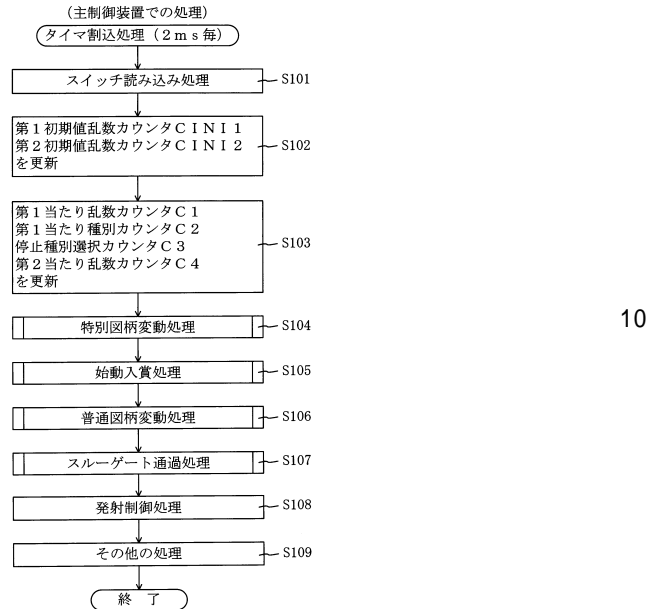 (主制御装置での処理)
タイマ割込処理(2ms毎)
スイッチ読み込み処理
S101
第1初期値乱数カウンタCINI1
第2初期値乱数カウンタCINI2
を更新
S102
第1当たり乱数カウンタC1
第1当たり種別カウンタC2
停止種別選択カウンタC3
第2当たり乱数カウンタC4
を更新
S103
特別図柄変動処理
S104
10
始動入賞処理
S105
普通図柄変動処理
S106
スルーゲート通過処理
S107
発射制御処理
S108
その他の処理
S109
終 了